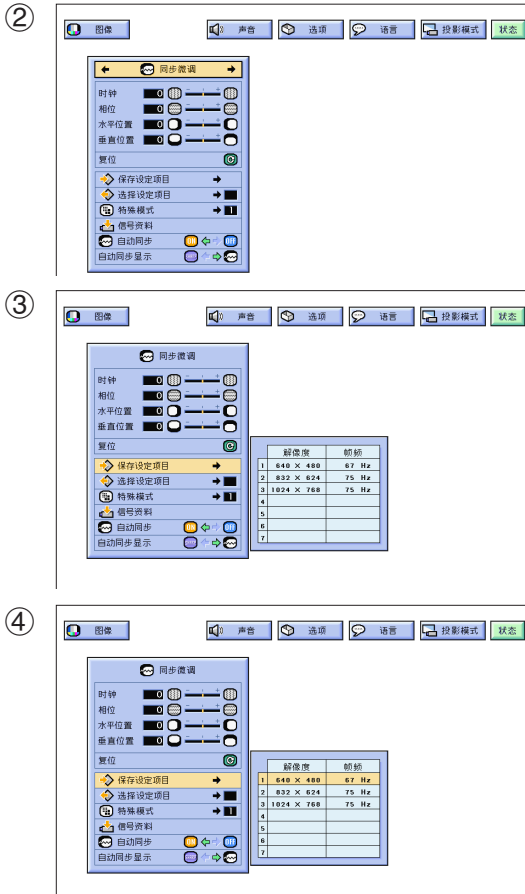 ②
图像 声音 选项 语言 投影模式 状态
同步微调
时钟 0 - +
相位 0 - +
水平位置 0 - +
垂直位置 0 - +
复位
保存设定项目
选择设定项目
特殊模式 1
信号资料
自动同步 ON OFF
自动同步显示
③
图像 声音 选项 语言 投影模式 状态
同步微调
时钟 0 - +
相位 0 - +
水平位置 0 - +
垂直位置 0 - +
复位
保存设定项目
选择设定项目
特殊模式 1
信号资料
自动同步 ON OFF
自动同步显示
解像度 帧频
1 640 × 480 67 Hz
2 832 × 624 75 Hz
3 1024 × 768 75 Hz
4
5
6
7
④
图像 声音 选项 语言 投影模式 状态
同步微调
时钟 0 - +
相位 0 - +
水平位置 0 - +
垂直位置 0 - +
复位
保存设定项目
选择设定项目
特殊模式 1
信号资料
自动同步 ON OFF
自动同步显示
解像度 帧频
1 640 × 480 67 Hz
2 832 × 624 75 Hz
3 1024 × 768 75 Hz
4
5
6
7